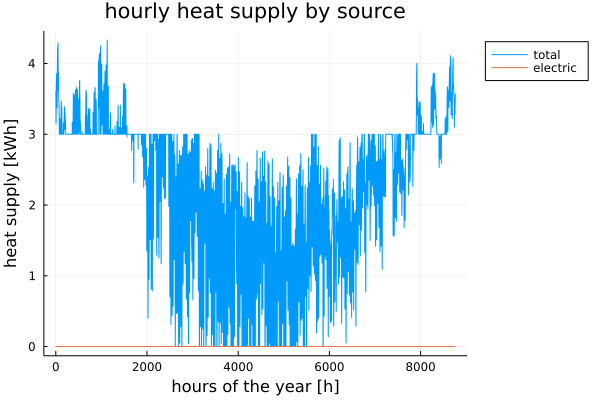 hourly heat supply by source
total
electric
heat supply [kWh]
4
3
2
1
0
0 2000 4000 6000 8000
hours of the year [h]